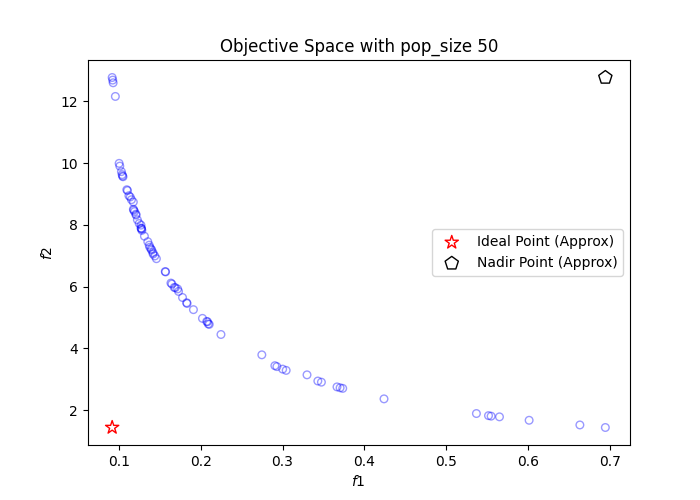 Objective Space with pop_size 50
12
10
8
6
4
2
f2
Ideal Point (Approx)
Nadir Point (Approx)
0.1 0.2 0.3 0.4 0.5 0.6 0.7
f1